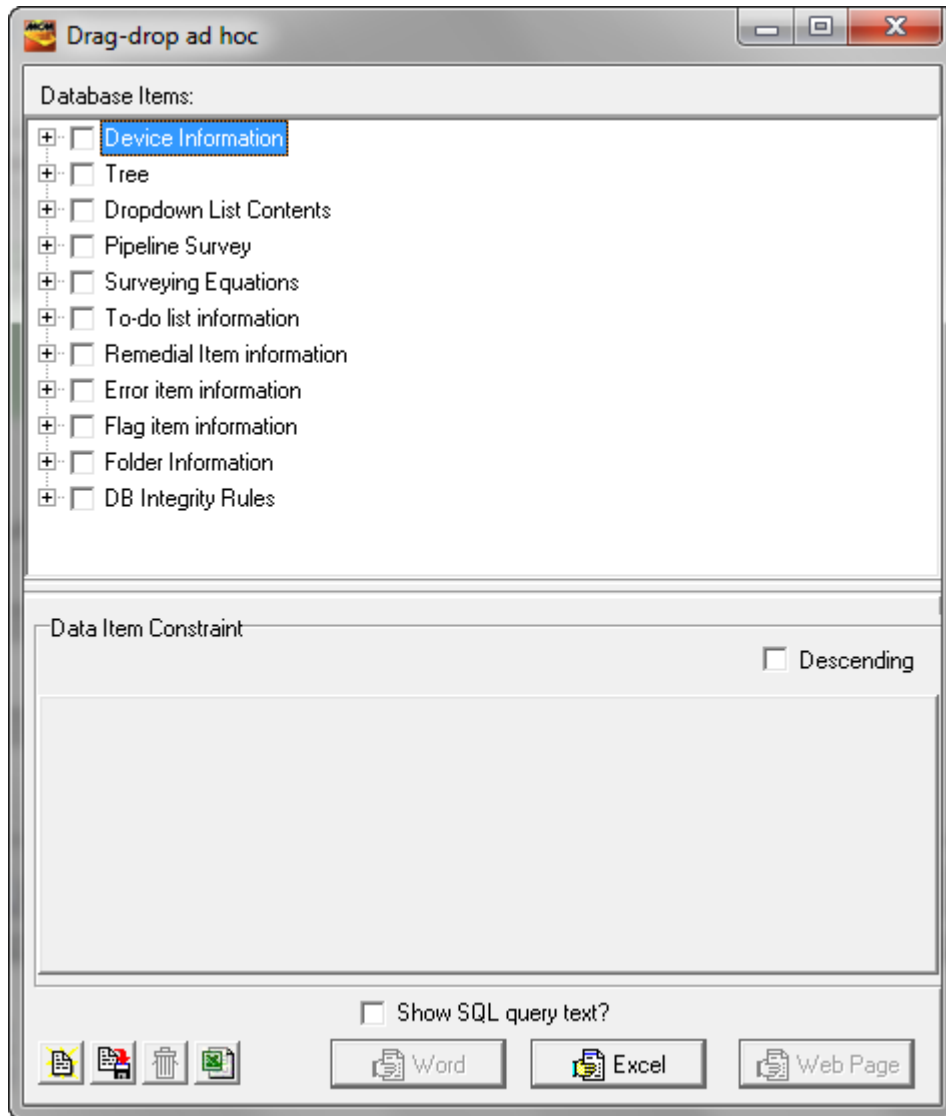 MCM
Drag-drop ad hoc
Database Items:
Device Information
Tree
Dropdown List Contents
Pipeline Survey
Surveying Equations
To-do list information
Remedial Item information
Error item information
Flag item information
Folder Information
DB Integrity Rules
Data Item Constraint
Descending
Show SQL query text?
Word Excel Web Page